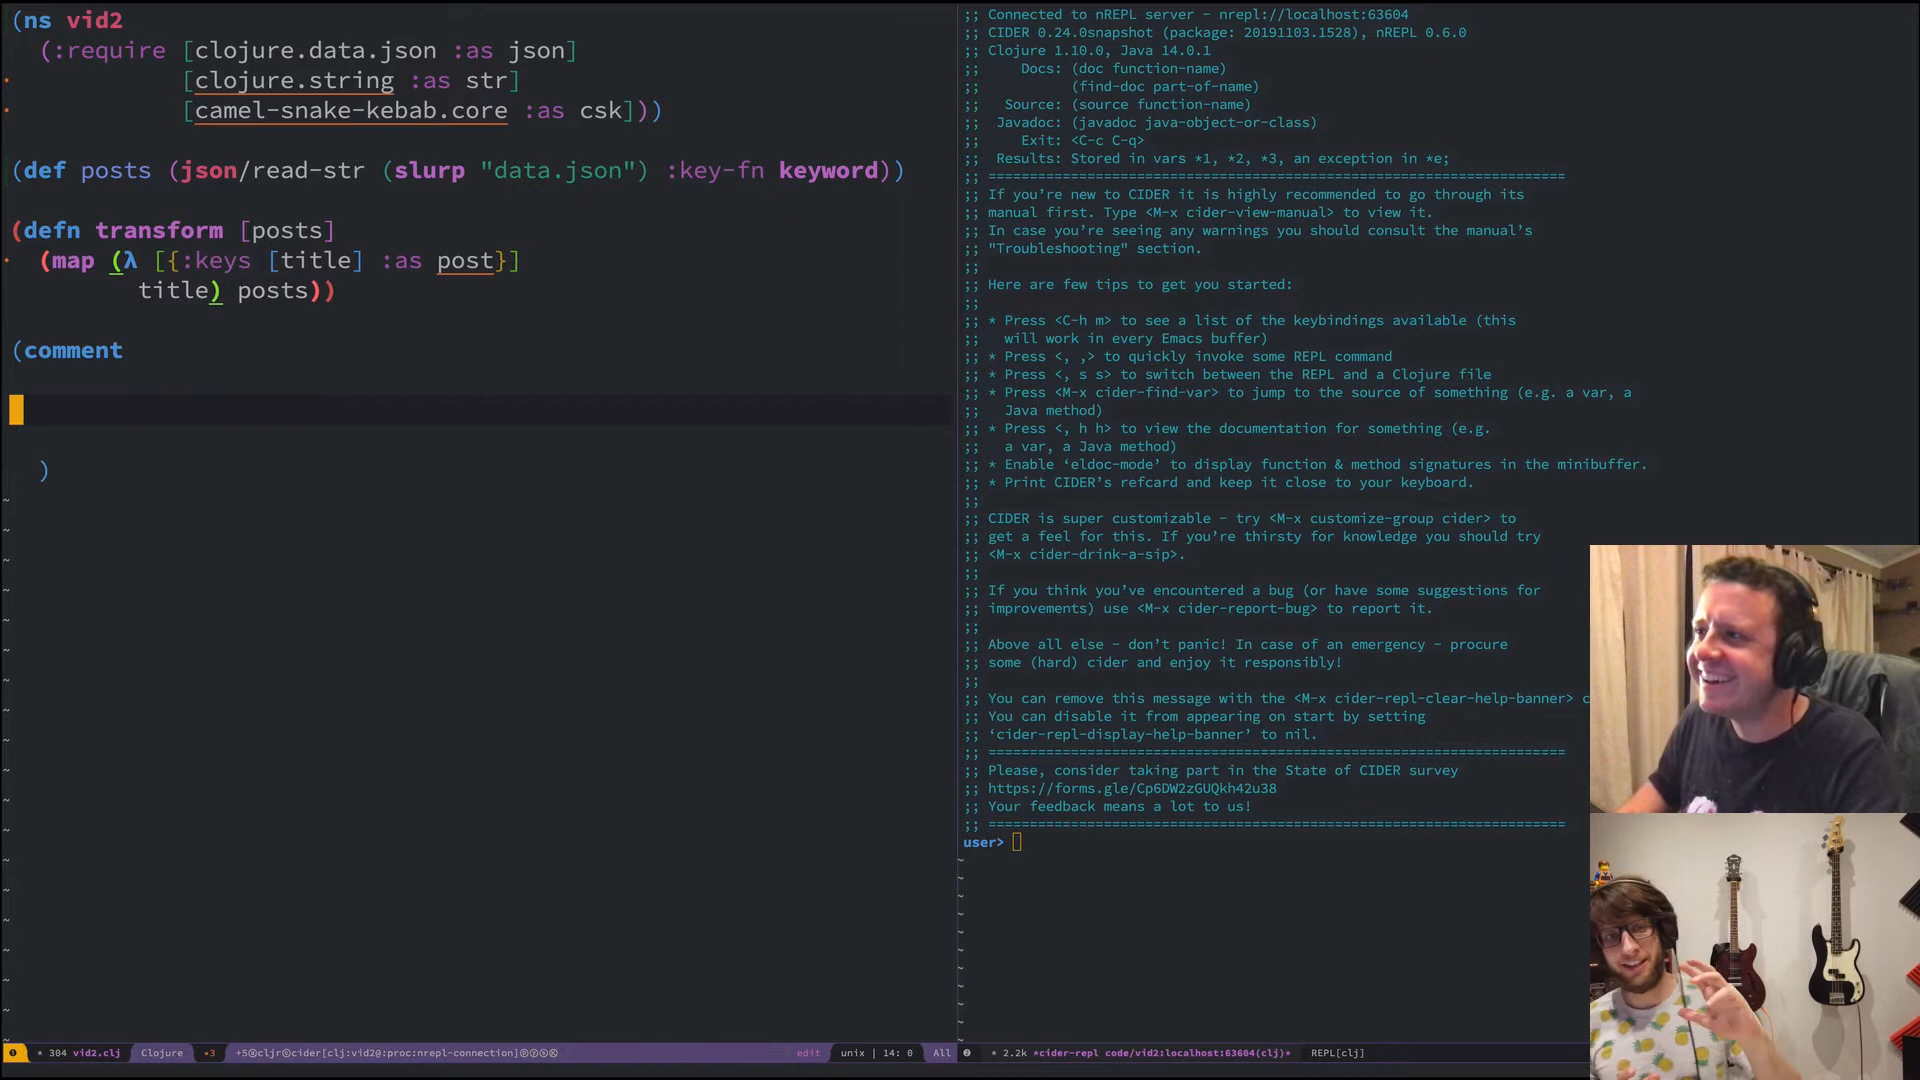 (ns vid2
(:require [clojure.data.json :as json]
[clojure.string :as str]
[camel-snake-kebab.core :as csk]))
(def posts (json/read-str (slurp "data.json") :key-fn keyword))
(defn transform [posts]
(map (λ [{:keys [title] :as post}]
title) posts))
(comment
)
* 304 vid2.clj Clojure •3 unix | 14: 0 All
edit
;; Connected to nREPL server - nrepl://localhost:63604
;; CIDER 0.24.0snapshot (package: 20191103.1528), nREPL 0.6.0
;; Clojure 1.10.0, Java 14.0.1
;; Docs: (doc function-name)
;; (find-doc part-of-name)
;; Source: (source function-name)
;; Javadoc: (javadoc java-object-or-class)
;; Exit: <C-c C-q>
;; Results: Stored in vars *1, *2, *3, an exception in *e;
;; ======================================================================
;; If you're new to CIDER it is highly recommended to go through its
;; manual first. Type <M-x cider-view-manual> to view it.
;; In case you're seeing any warnings you should consult the manual's
;; "Troubleshooting" section.
;;
;; Here are few tips to get you started:
;;
;; * Press <C-h m> to see a list of the keybindings available (this
;; will work in every Emacs buffer)
;; * Press <, ,> to quickly invoke some REPL command
;; * Press <, s s> to switch between the REPL and a Clojure file
;; * Press <M-x cider-find-var> to jump to the source of something (e.g. a var, a
;; Java method)
;; * Press <, h h> to view the documentation for something (e.g.
;; a var, a Java method)
;; * Enable ‘eldoc-mode’ to display function & method signatures in the minibuffer.
;; * Print CIDER's refcard and keep it close to your keyboard.
;;
;; CIDER is super customizable - try <M-x customize-group cider> to
;; get a feel for this. If you're thirsty for knowledge you should try
;; <M-x cider-drink-a-sip>.
;;
;; If you think you've encountered a bug (or have some suggestions for
;; improvements) use <M-x cider-report-bug> to report it.
;;
;; Above all else - don't panic! In case of an emergency - procure
;; some (hard) cider and enjoy it responsibly!
;;
;; You can remove this message with the <M-x cider-repl-clear-help-banner> c
;; You can disable it from appearing on start by setting
;; ‘cider-repl-display-help-banner’ to nil.
;; ======================================================================
;; Please, consider taking part in the State of CIDER survey
;; https://forms.gle/Cp6DW2zGUQkh42u38
;; Your feedback means a lot to us!
;; ======================================================================
user>
* 2.2k *cider-repl code/vid2:localhost:63604(clj)* REPL[clj]